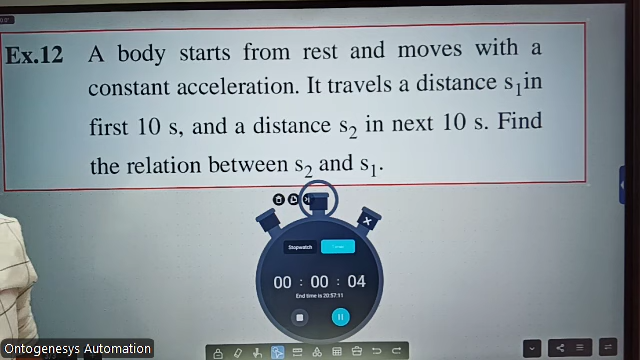 Ex.12 A body starts from rest and moves with a
constant acceleration. It travels a distance s₁in
first 10 s, and a distance s₂ in next 10 s. Find
the relation between s₂ and s₁.
Stopwatch
00 : 00 : 04
End time is 20:57:11
Ontogenesys Automation